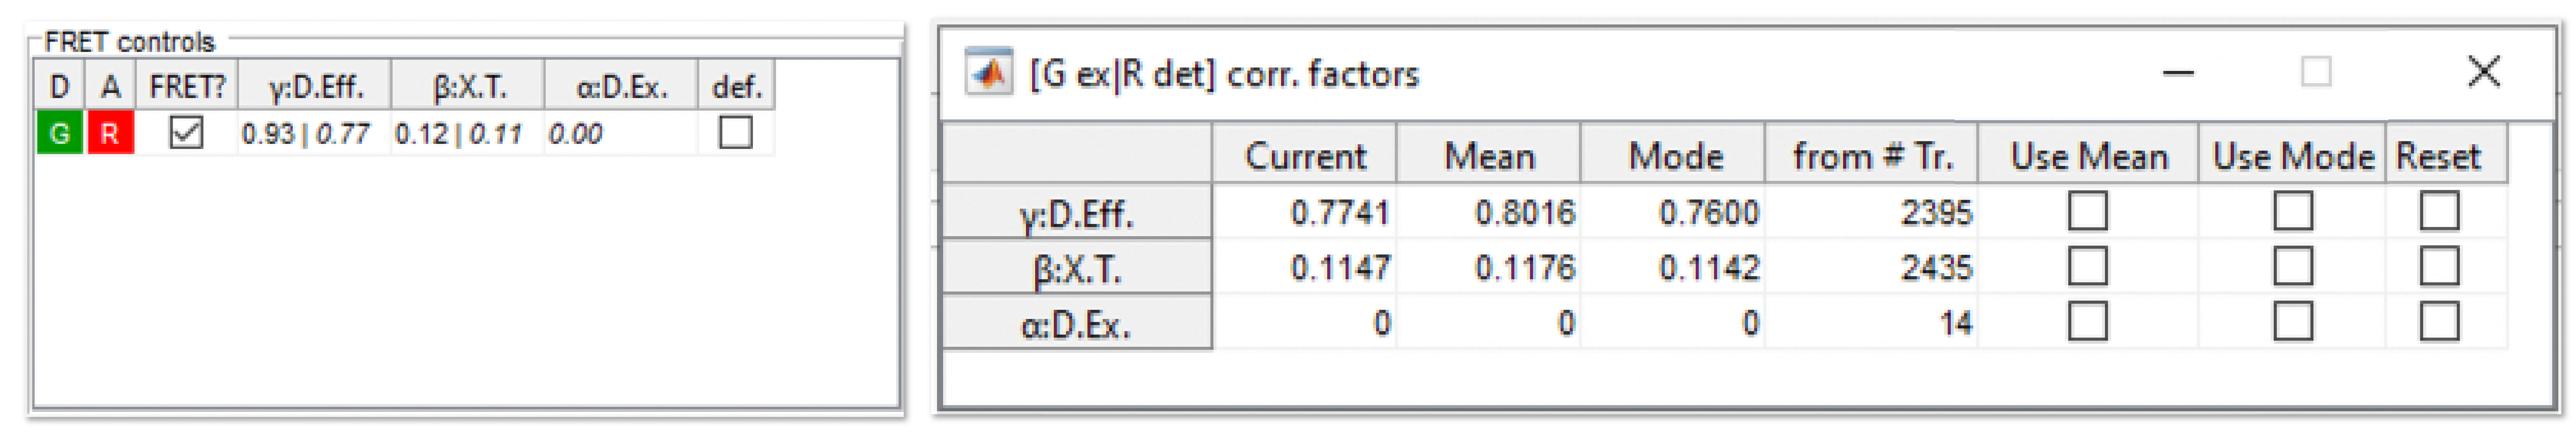 FRET controls
D A FRET? γ:D.Eff. β:X.T. α:D.Ex. def.
G R 0.93 | 0.77 0.12 | 0.11 0.00
[G ex|R det] corr. factors
Current Mean Mode from # Tr. Use Mean Use Mode Reset
γ:D.Eff. 0.7741 0.8016 0.7600 2395
β:X.T. 0.1147 0.1176 0.1142 2435
α:D.Ex. 0 0 0 14